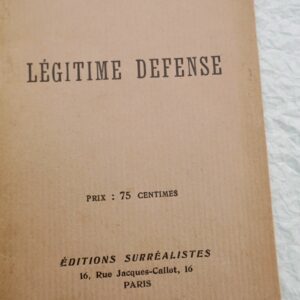 LÉGITIME DEFENSE
PRIX : 75 CENTIMES
ÉDITIONS SURRÉALISTES
16, Rue Jacques-Callot, 16
PARIS